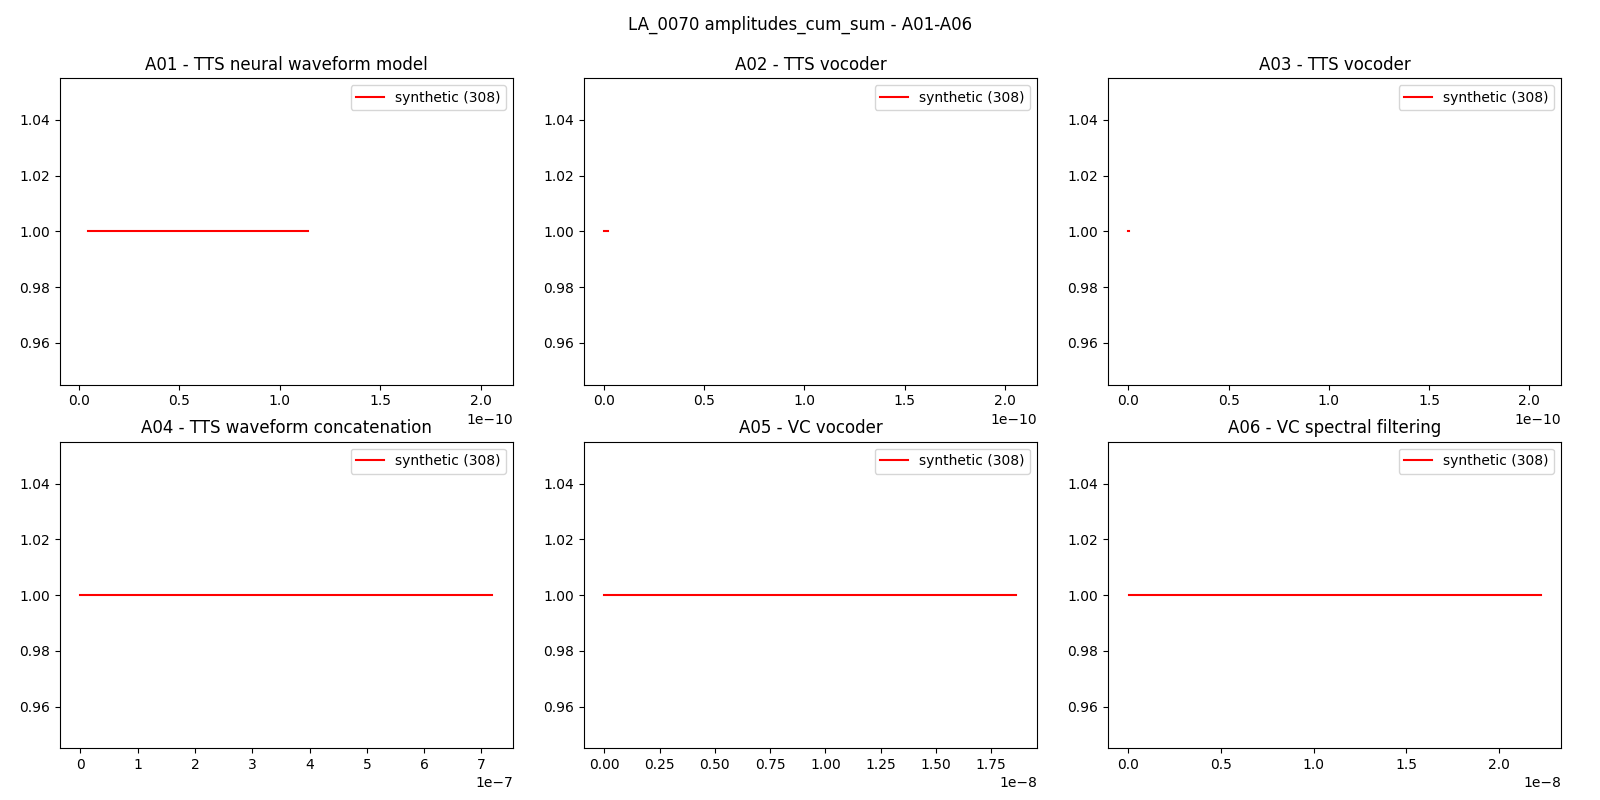 LA_0070 amplitudes_cum_sum - A01-A06
A01 - TTS neural waveform model
synthetic (308)
1.04
1.02
1.00
0.98
0.96
0.0 0.5 1.0 1.5 2.0
1e−10
A02 - TTS vocoder
synthetic (308)
1.04
1.02
1.00
0.98
0.96
0.0 0.5 1.0 1.5 2.0
1e−10
A03 - TTS vocoder
synthetic (308)
1.04
1.02
1.00
0.98
0.96
0.0 0.5 1.0 1.5 2.0
1e−10
A04 - TTS waveform concatenation
synthetic (308)
1.04
1.02
1.00
0.98
0.96
0 1 2 3 4 5 6 7
1e−7
A05 - VC vocoder
synthetic (308)
1.04
1.02
1.00
0.98
0.96
0.00 0.25 0.50 0.75 1.00 1.25 1.50 1.75
1e−8
A06 - VC spectral filtering
synthetic (308)
1.04
1.02
1.00
0.98
0.96
0.0 0.5 1.0 1.5 2.0
1e−8